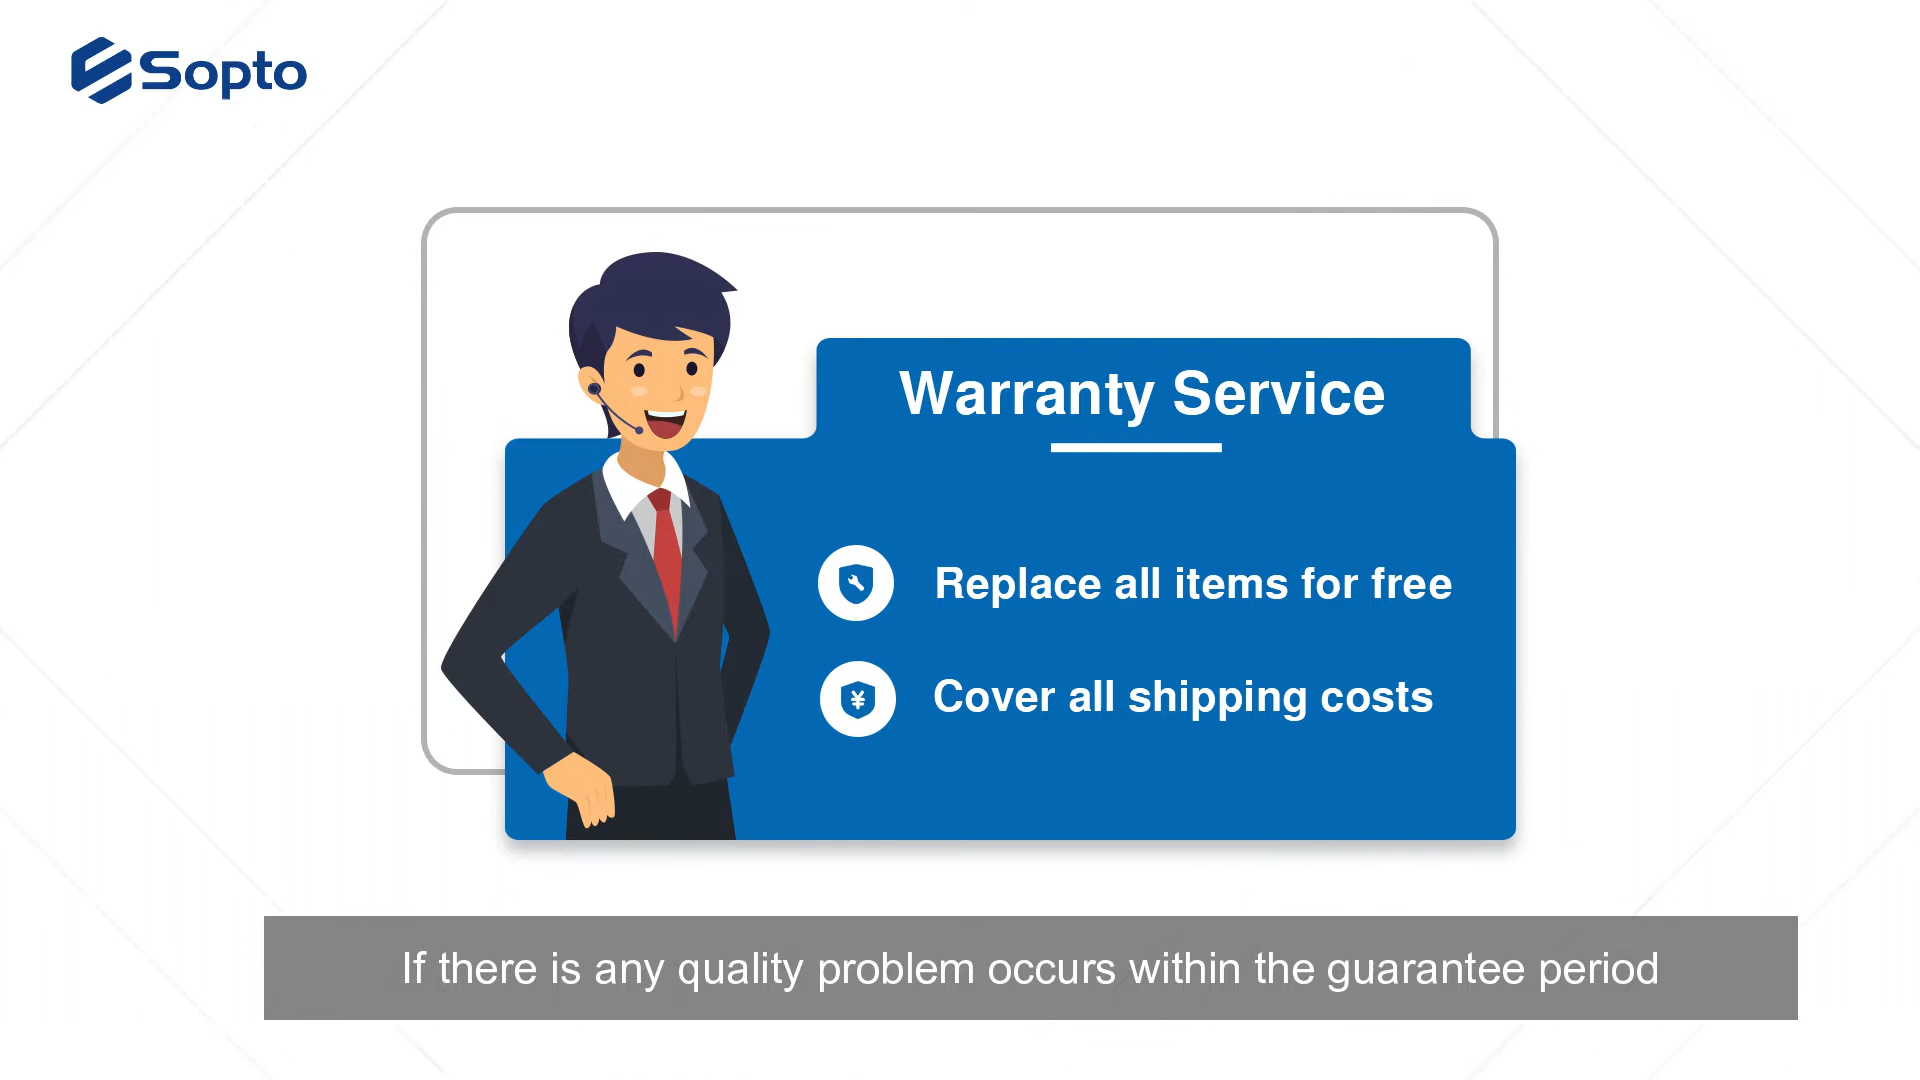 Sopto
Warranty Service
Replace all items for free
¥
Cover all shipping costs
If there is any quality problem occurs within the guarantee period